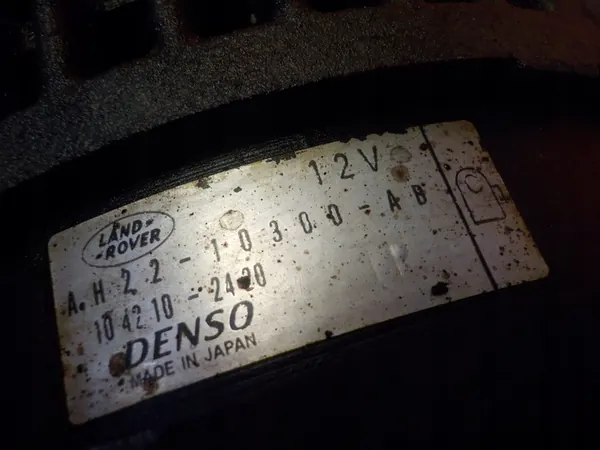 12V
LAND-
-ROVER
AH22-10300-AB
104210-2420
DENSO
MADE IN JAPAN